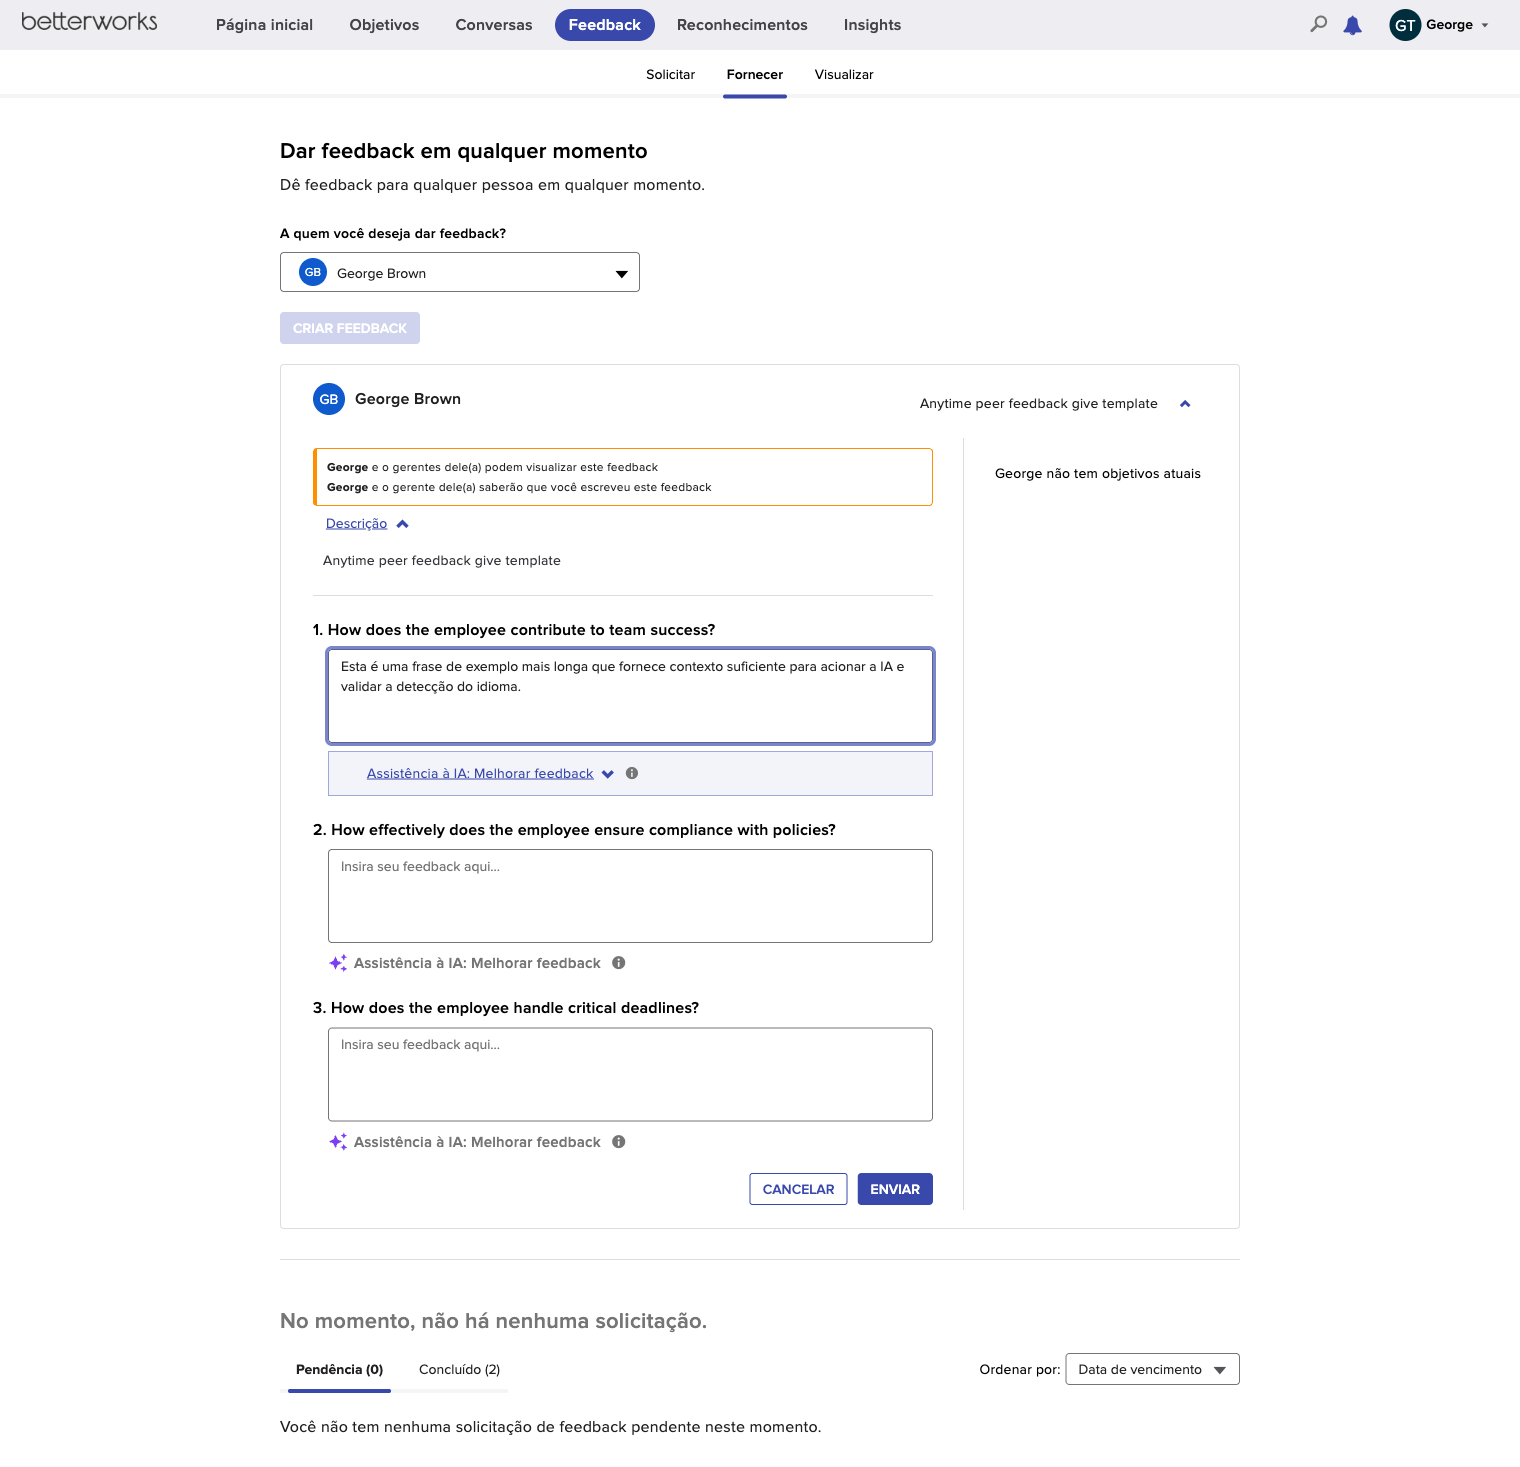 betterworks
Página inicial
Objetivos
Conversas
Feedback
Reconhecimentos
Insights
GT
George
Solicitar
Fornecer
Visualizar
Dar feedback em qualquer momento
Dê feedback para qualquer pessoa em qualquer momento.
A quem você deseja dar feedback?
GB
George Brown
CRIAR FEEDBACK
GB
George Brown
Anytime peer feedback give template
George e o gerentes dele(a) podem visualizar este feedback
George e o gerente dele(a) saberão que você escreveu este feedback
George não tem objetivos atuais
Descrição
Anytime peer feedback give template
1. How does the employee contribute to team success?
Esta é uma frase de exemplo mais longa que fornece contexto suficiente para acionar a IA e
validar a detecção do idioma.
Assistência à IA: Melhorar feedback
2. How effectively does the employee ensure compliance with policies?
Insira seu feedback aqui...
Assistência à IA: Melhorar feedback
3. How does the employee handle critical deadlines?
Insira seu feedback aqui...
Assistência à IA: Melhorar feedback
CANCELAR
ENVIAR
No momento, não há nenhuma solicitação.
Pendência (0)
Concluído (2)
Ordenar por:
Data de vencimento
Você não tem nenhuma solicitação de feedback pendente neste momento.